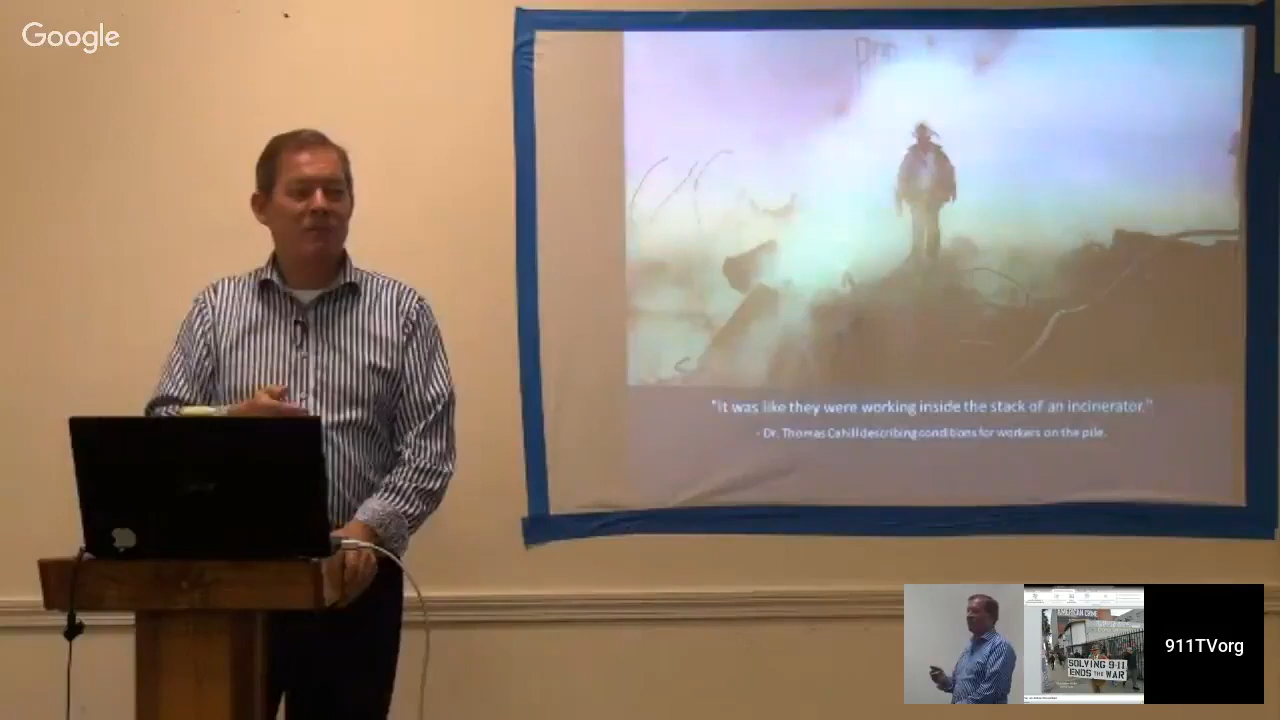 Google
"It was like they were working inside the stack of an incinerator."
- Dr. Thomas Cahill describing conditions for workers on the pile.
AMERICAN CRIME
SOLVING 9-11
ENDS THE WAR
911TVorg